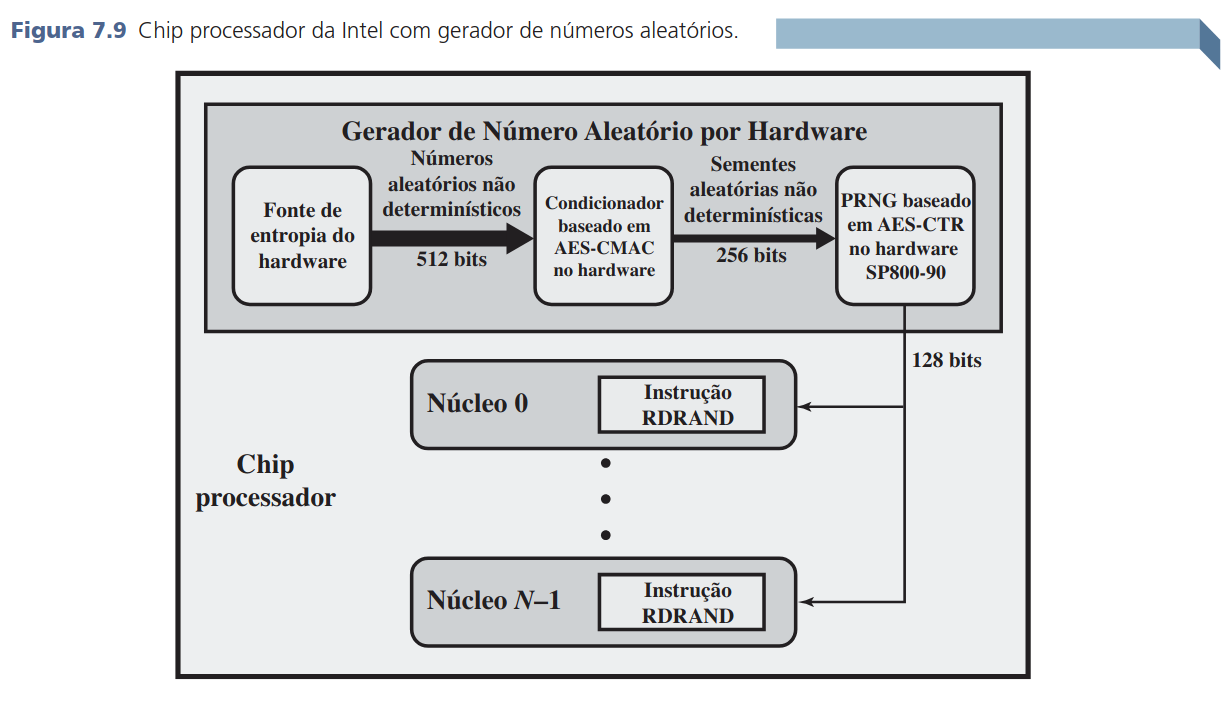 Figura 7.9 Chip processador da Intel com gerador de números aleatórios.
Gerador de Número Aleatório por Hardware
Fonte de
entropia do
hardware
Números
aleatórios não
determinísticos
512 bits
Condicionador
baseado em
AES-CMAC
no hardware
Sementes
aleatórias não
determinísticas
256 bits
PRNG baseado
em AES-CTR
no hardware
SP800-90
128 bits
Núcleo 0
Instrução
RDRAND
Chip
processador
Núcleo N–1
Instrução
RDRAND